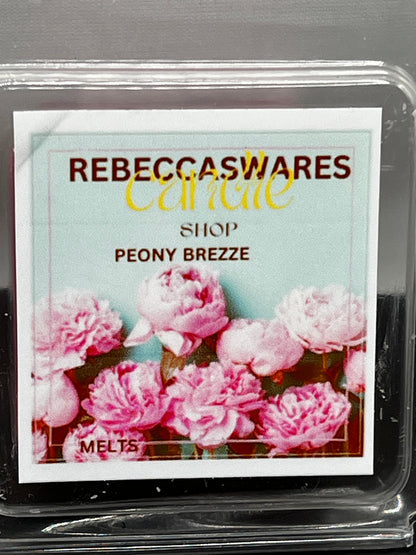 REBECCASWARES
candle
SHOP
PEONY BREZZE
MELTS